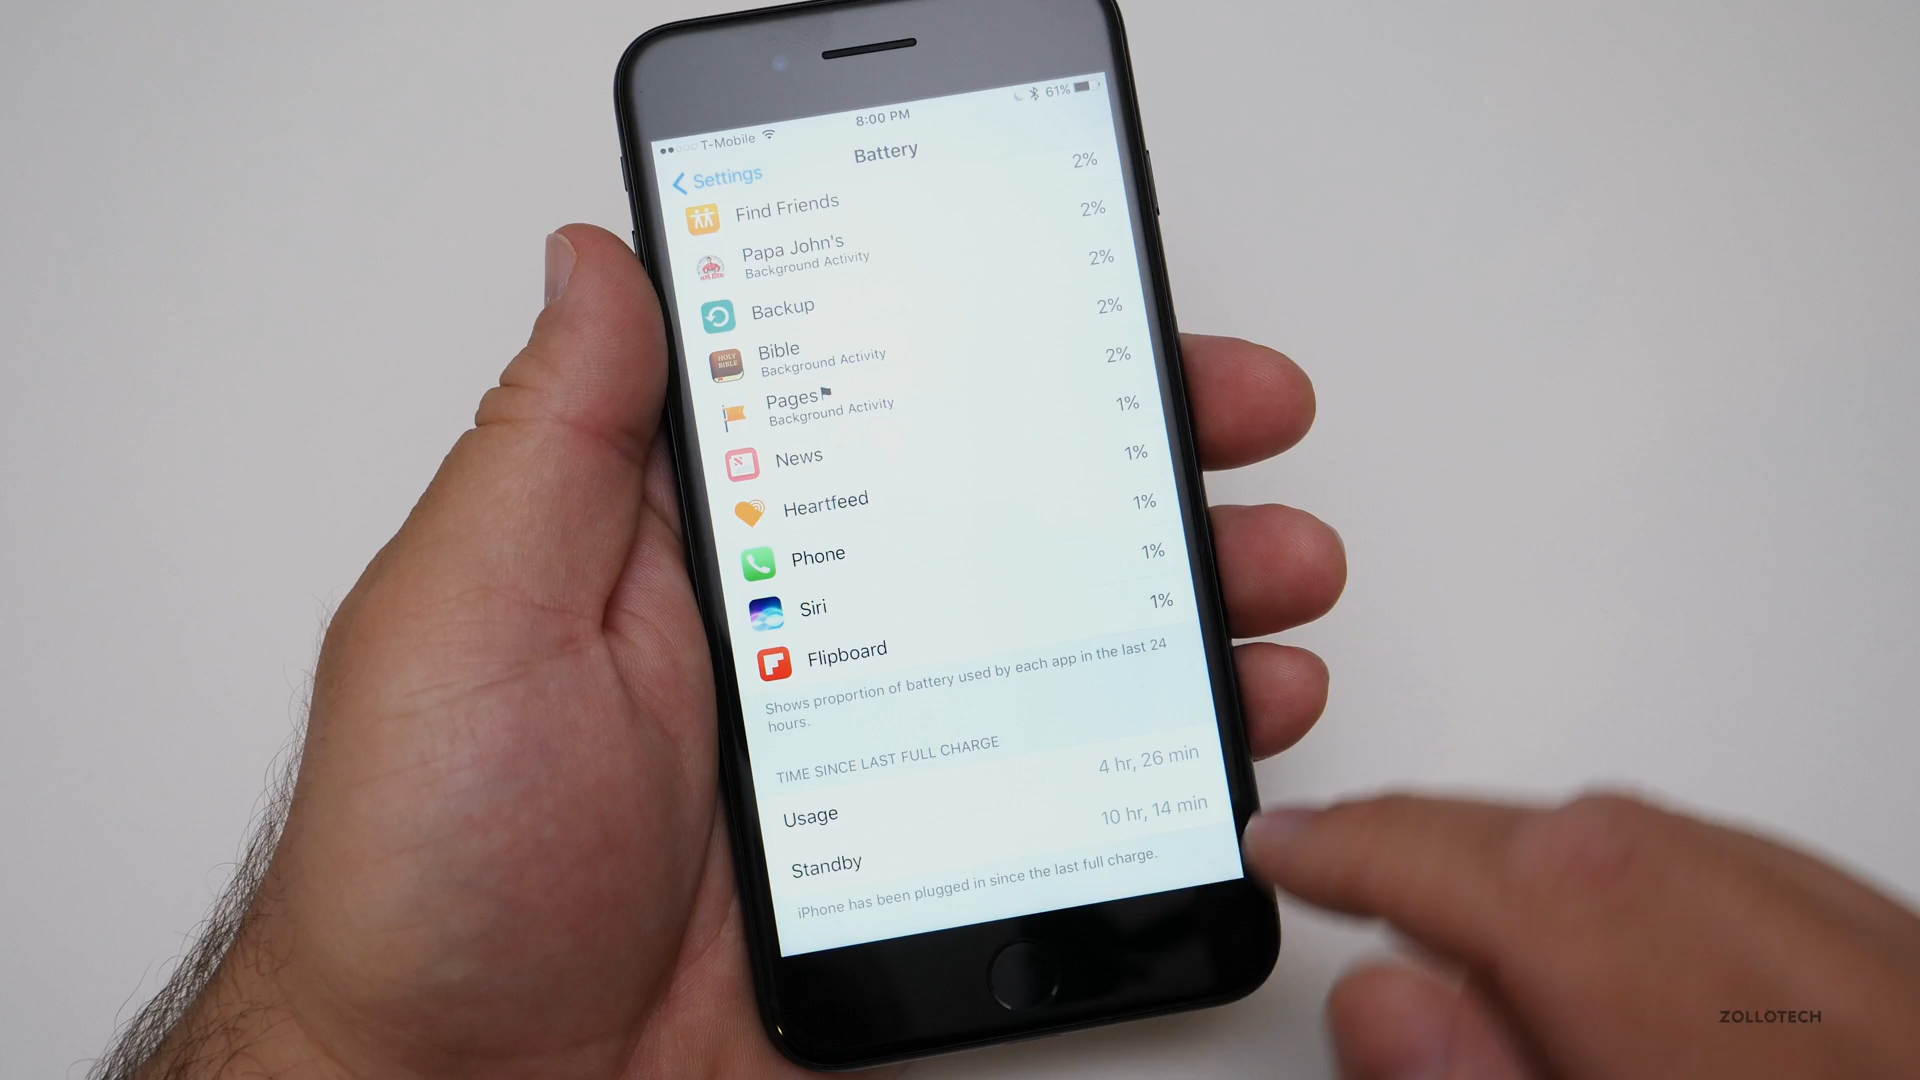 T-Mobile
8:00 PM
61%
Settings
Battery
2%
Find Friends
2%
Papa John's
Background Activity
2%
Backup
2%
Bible
Background Activity
HOLY
BIBLE
2%
Pages
Background Activity
1%
News
1%
Heartfeed
1%
Phone
1%
Siri
1%
Flipboard
Shows proportion of battery used by each app in the last 24
hours.
TIME SINCE LAST FULL CHARGE
4 hr, 26 min
Usage
10 hr, 14 min
Standby
iPhone has been plugged in since the last full charge.
ZOLLOTECH